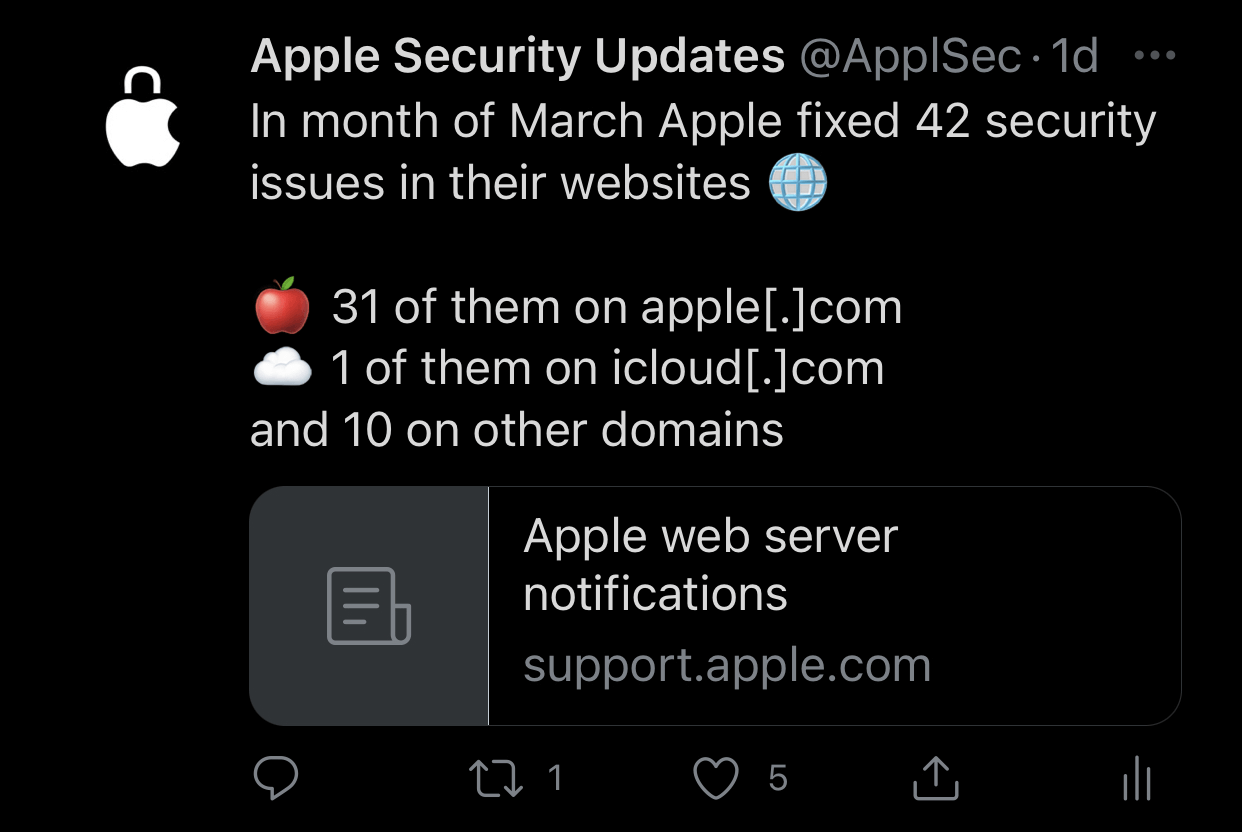 Apple Security Updates @ApplSec · 1d ···
In month of March Apple fixed 42 security
issues in their websites 🌐
🍎 31 of them on apple[.]com
☁️ 1 of them on icloud[.]com
and 10 on other domains
Apple web server
notifications
support.apple.com
1 5